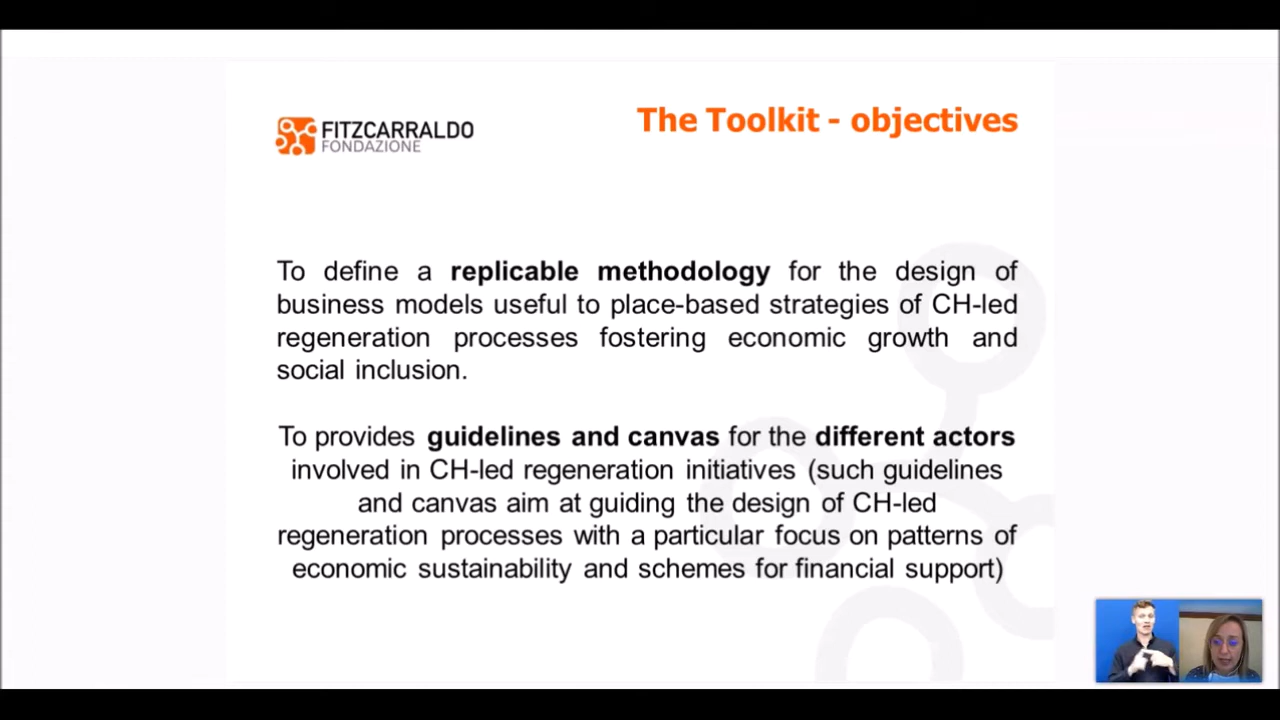 FITZCARRALDO
FONDAZIONE
The Toolkit - objectives
To define a replicable methodology for the design of
business models useful to place-based strategies of CH-led
regeneration processes fostering economic growth and
social inclusion.
To provides guidelines and canvas for the different actors
involved in CH-led regeneration initiatives (such guidelines
and canvas aim at guiding the design of CH-led
regeneration processes with a particular focus on patterns of
economic sustainability and schemes for financial support)